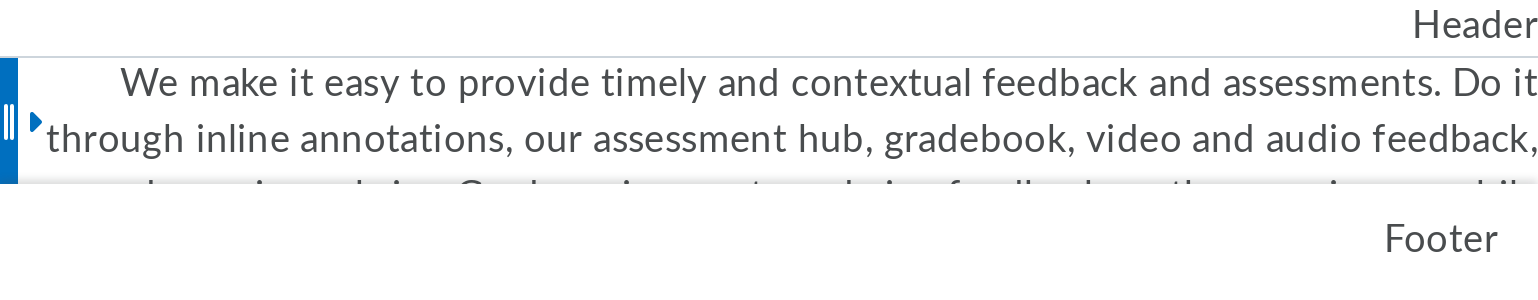 Header
We make it easy to provide timely and contextual feedback and assessments. Do it
through inline annotations, our assessment hub, gradebook, video and audio feedback,
Footer